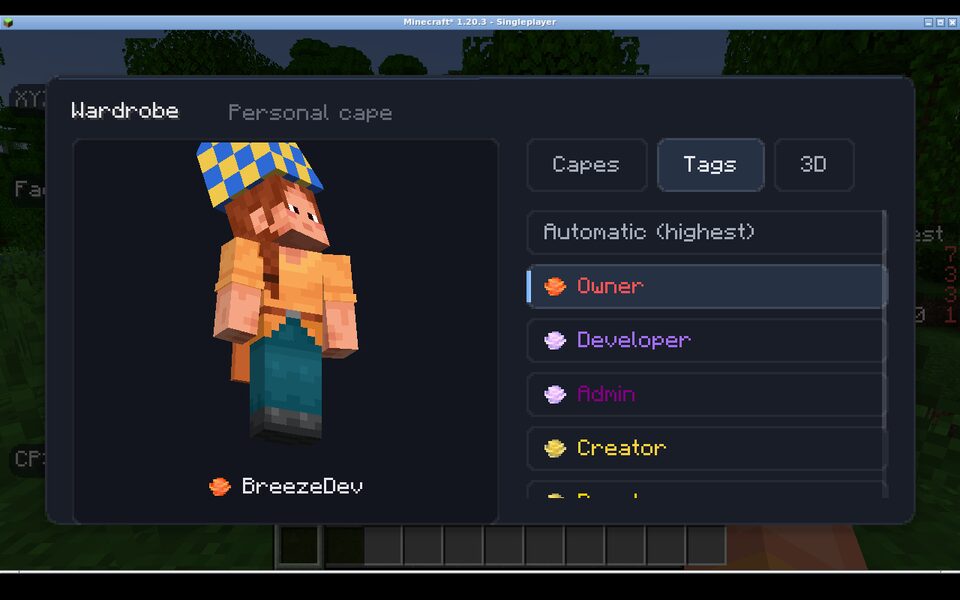 Minecraft* 1.20.3 - Singleplayer
Wardrobe
Personal cape
Capes
Tags
3D
Automatic (highest)
Owner
Developer
Admin
Creator
BreezeDev